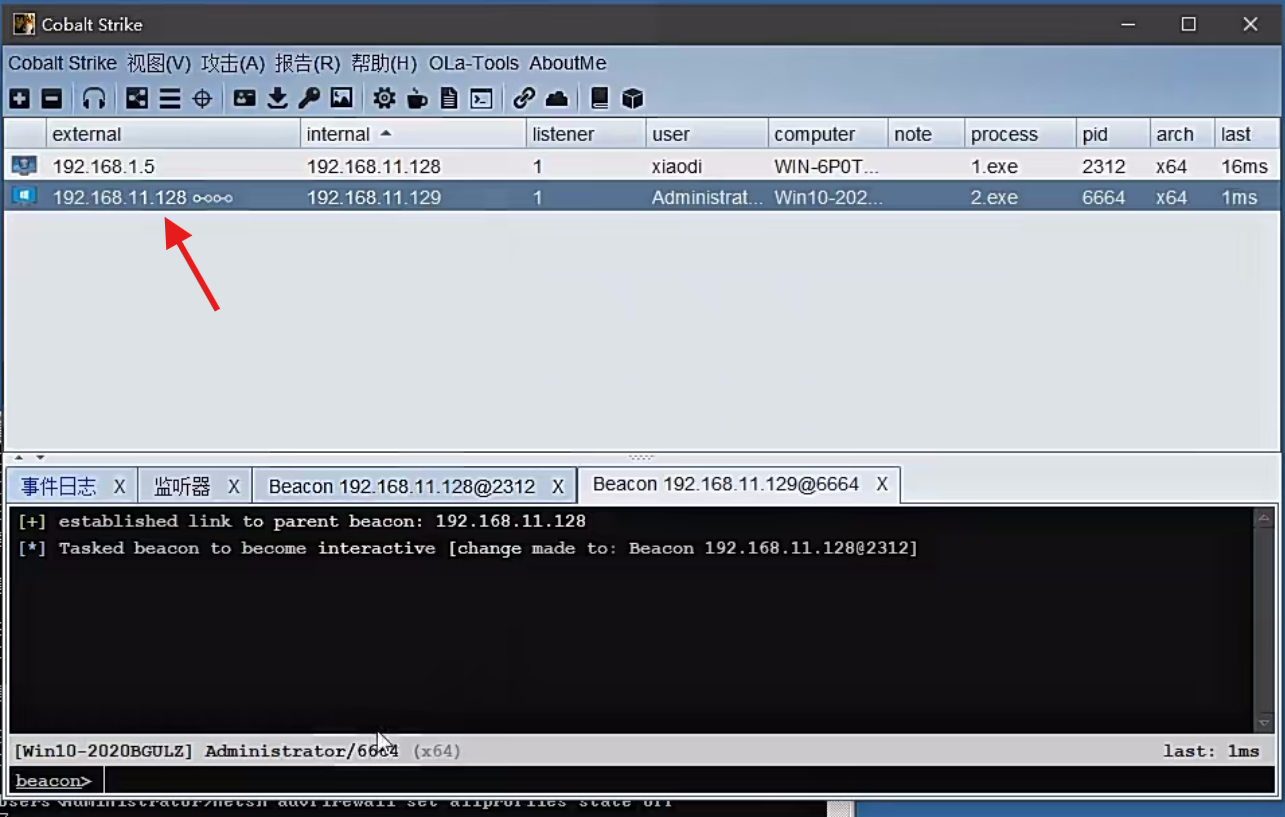 Cobalt Strike
Cobalt Strike 视图(V) 攻击(A) 报告(R) 帮助(H) OLa-Tools AboutMe
external internal listener user computer note process pid arch last
192.168.1.5 192.168.11.128 1 xiaodi WIN-6P0T... 1.exe 2312 x64 16ms
192.168.11.128 192.168.11.129 1 Administrat... Win10-202... 2.exe 6664 x64 1ms
事件日志 X 监听器 X Beacon 192.168.11.128@2312 X Beacon 192.168.11.129@6664 X
[+] established link to parent beacon: 192.168.11.128
[*] Tasked beacon to become interactive [change made to: Beacon 192.168.11.128@2312]
[Win10-2020BGULZ] Administrator/6664 (x64) last: 1ms
beacon>
Users\Administrator>netsh advfirewall set allprofiles state off